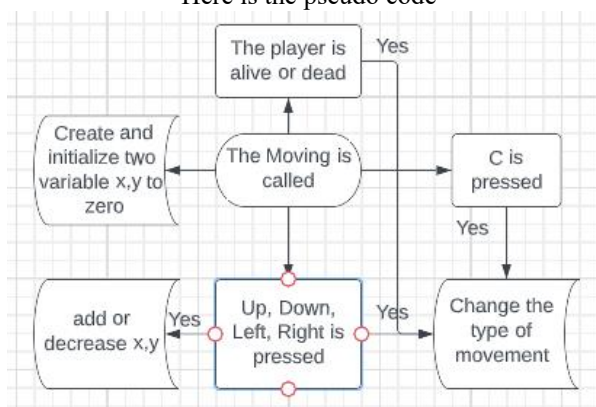 Here is the pseudo code
The player is
alive or dead
Yes
Create and
initialize two
variable x,y to
zero
The Moving is
called
C is
pressed
Yes
add or
decrease x,y
Yes
Up, Down,
Left, Right is
pressed
Yes
Change the
type of
movement